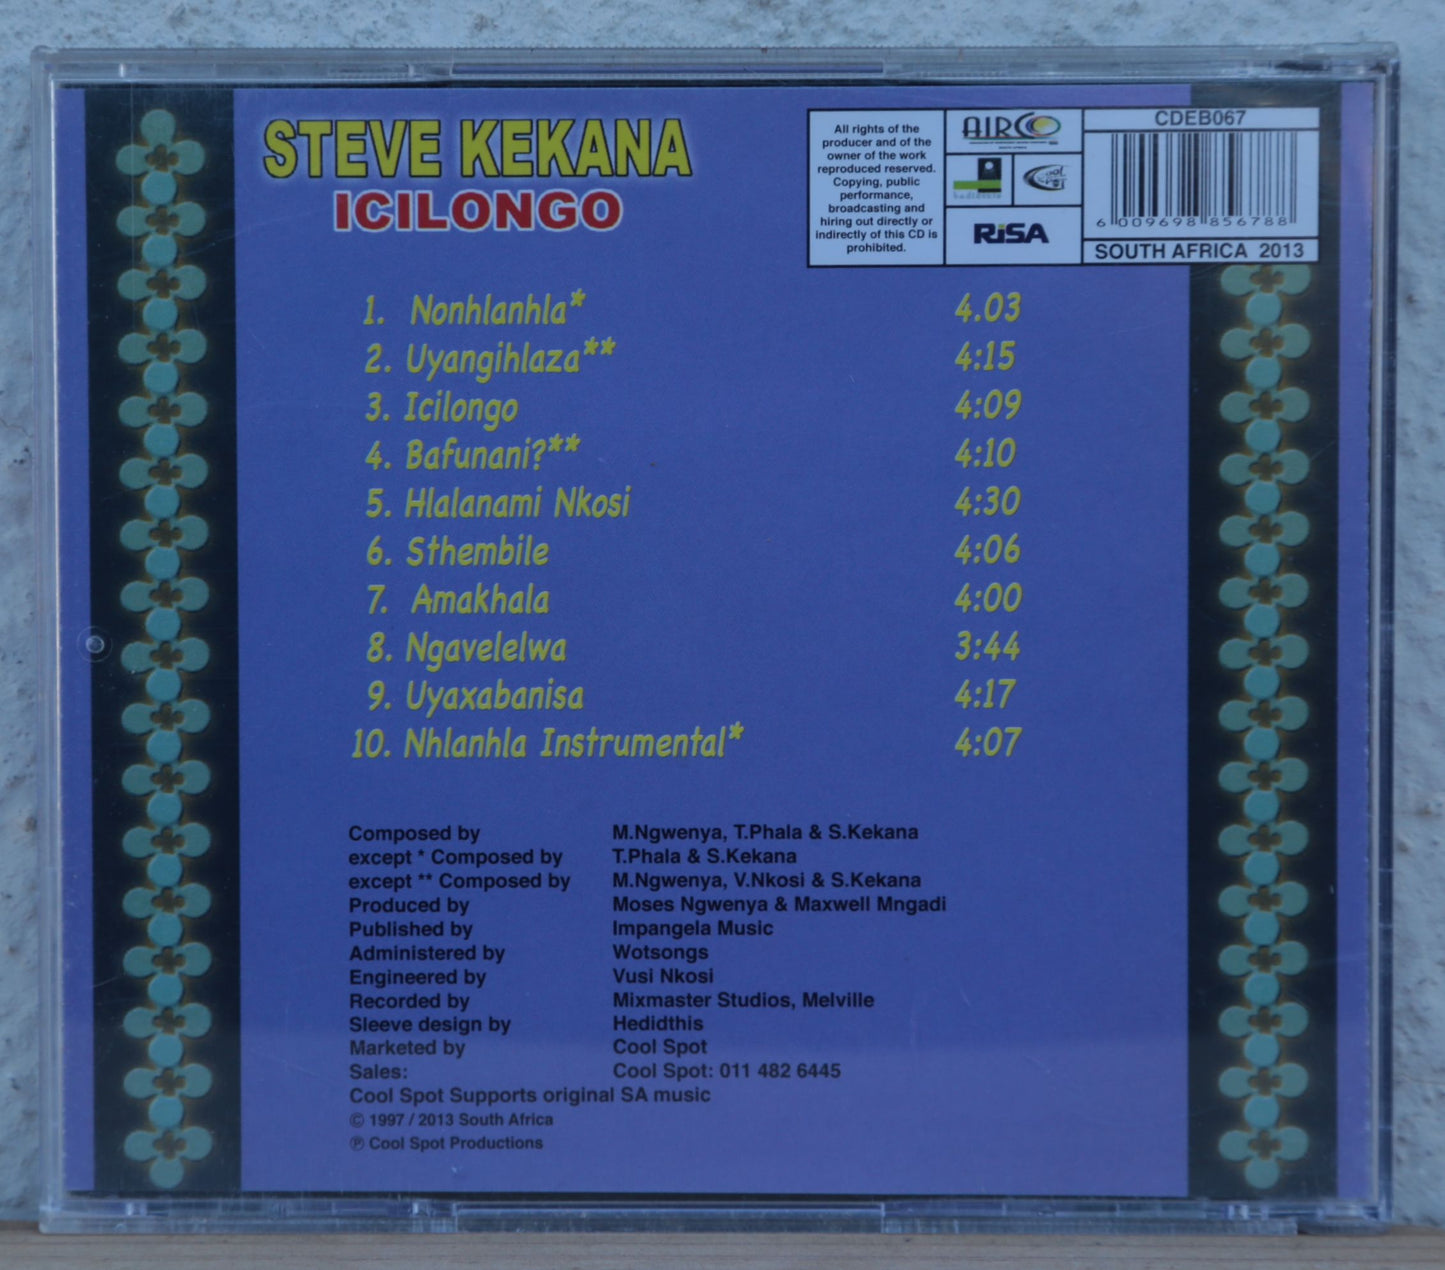 STEVE KEKANA
ICILONGO
All rights of the
producer and of the
owner of the work
reproduced reserved.
Copying, public
performance,
broadcasting and
hiring out directly or
indirectly of this CD is
prohibited.
AIRCO
RiSA
CDEB067
6 009698 856788
SOUTH AFRICA 2013
1. Nonhlanhla* 4.03
2. Uyangihlaza** 4:15
3. Icilongo 4:09
4. Bafunani?** 4:10
5. Hlalanami Nkosi 4:30
6. Sthembile 4:06
7. Amakhala 4:00
8. Ngavelelwa 3:44
9. Uyaxabanisa 4:17
10. Nhlanhla Instrumental* 4:07
Composed by M.Ngwenya, T.Phala & S.Kekana
except * Composed by T.Phala & S.Kekana
except ** Composed by M.Ngwenya, V.Nkosi & S.Kekana
Produced by Moses Ngwenya & Maxwell Mngadi
Published by Impangela Music
Administered by Wotsongs
Engineered by Vusi Nkosi
Recorded by Mixmaster Studios, Melville
Sleeve design by Hedidthis
Marketed by Cool Spot
Sales: Cool Spot: 011 482 6445
Cool Spot Supports original SA music
© 1997 / 2013 South Africa
℗ Cool Spot Productions